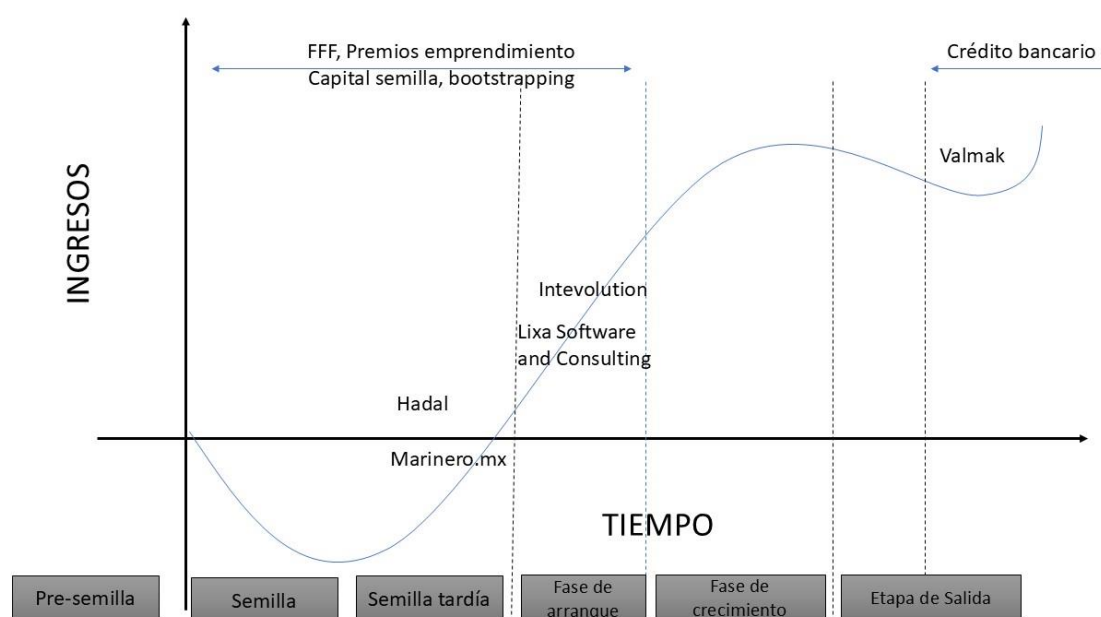 FFF, Premios emprendimiento
Capital semilla, bootstrapping
Crédito bancario
Valmak
INGRESOS
Intevolution
Lixa Software
and Consulting
Hadal
Marinero.mx
TIEMPO
Pre-semilla
Semilla
Semilla tardía
Fase de
arranque
Fase de
crecimiento
Etapa de Salida